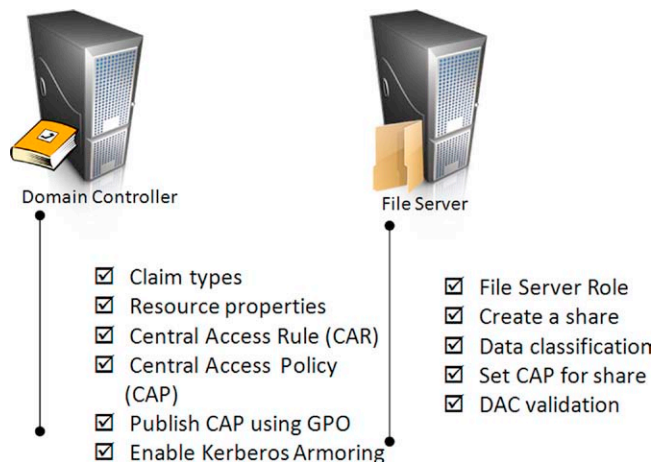 Domain Controller
Claim types
Resource properties
Central Access Rule (CAR)
Central Access Policy
(CAP)
Publish CAP using GPO
Enable Kerberos Armoring
File Server
File Server Role
Create a share
Data classification
Set CAP for share
DAC validation